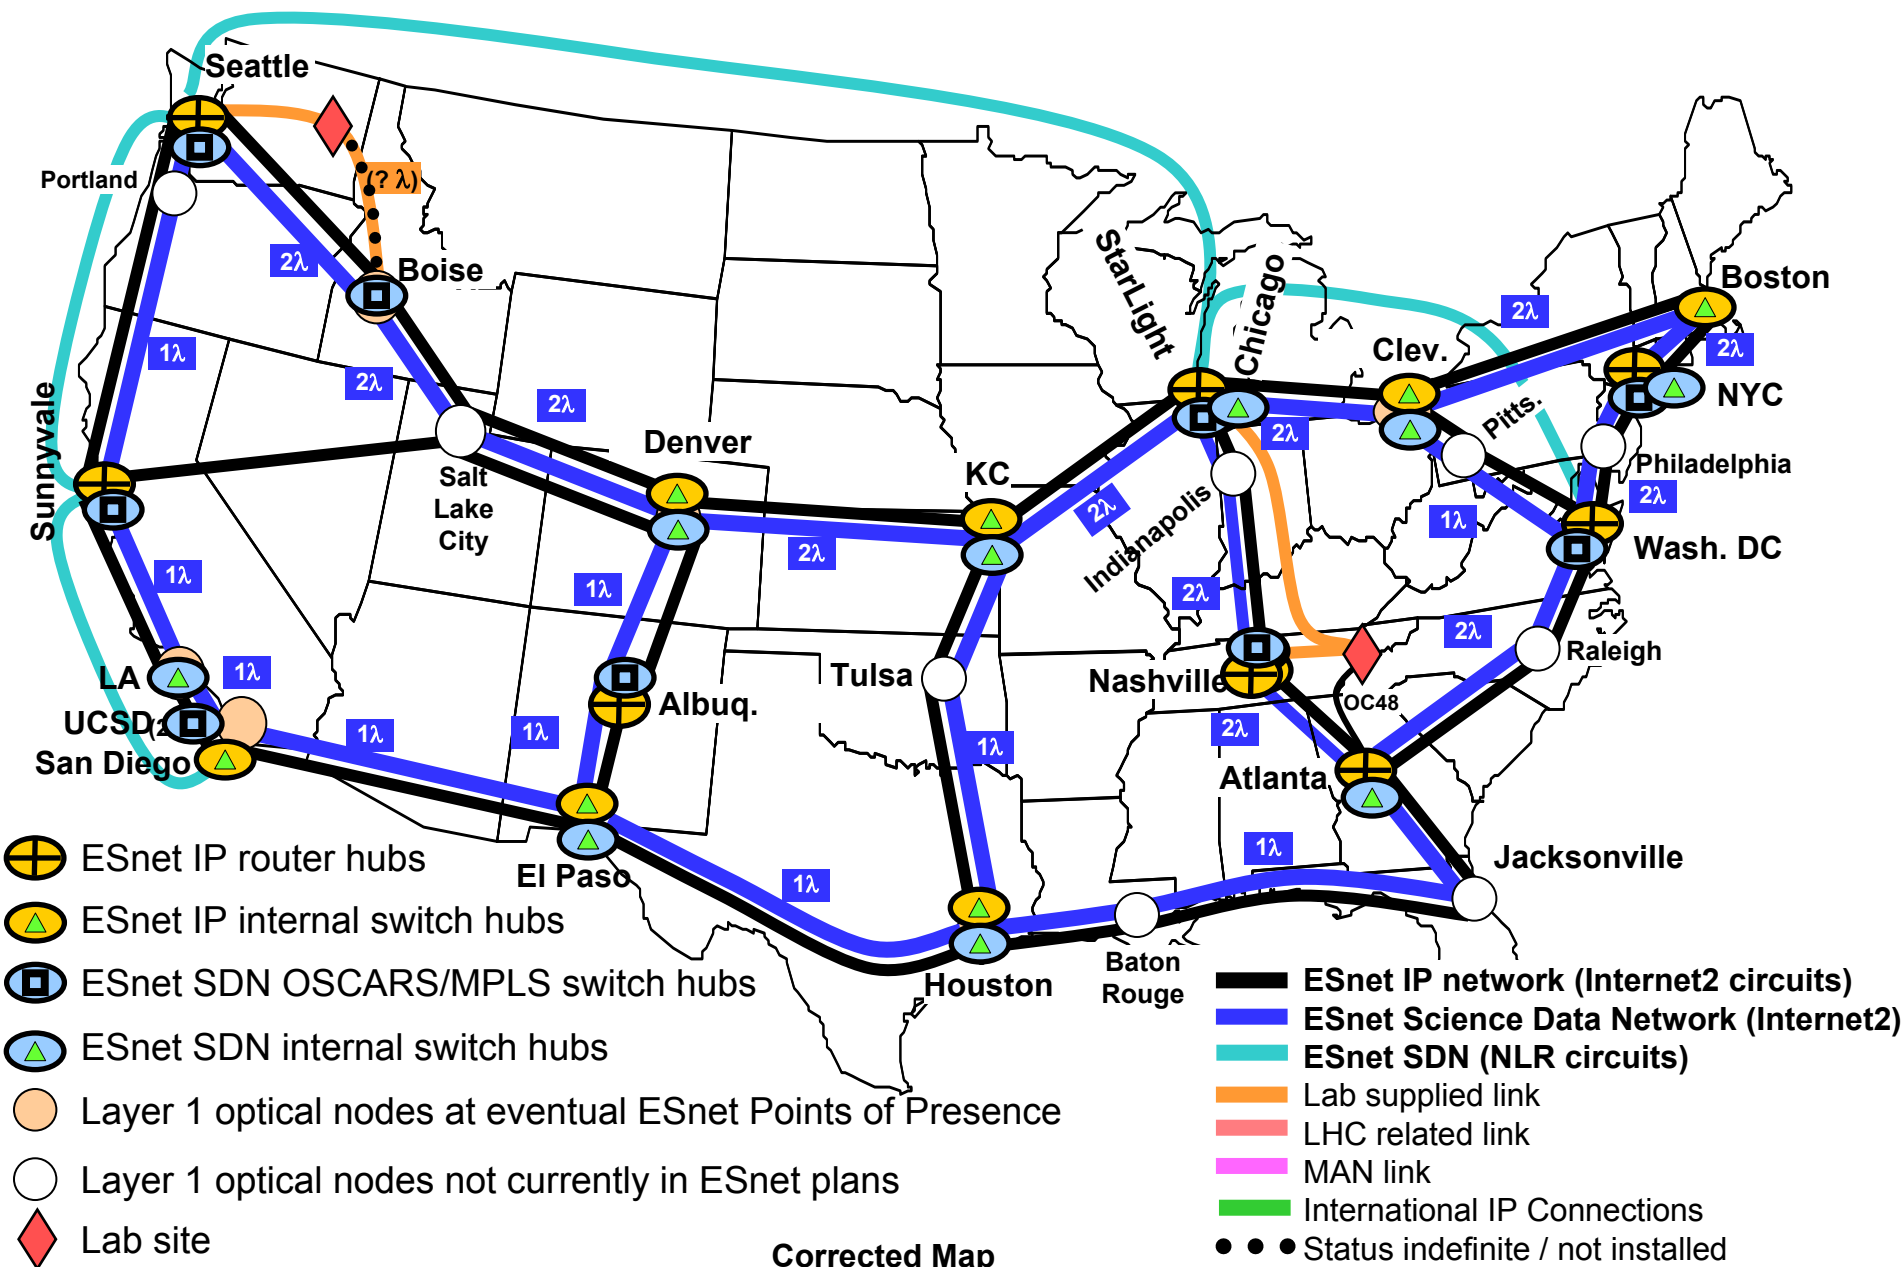 Seattle
Portland
(? λ)
2λ
Boise
1λ
2λ
Sunnyvale
2λ
Salt
Lake
City
Denver
KC
2λ
2λ
StarLight
Chicago
Clev.
2λ
Boston
2λ
NYC
Pitts.
2λ
Philadelphia
2λ
Indianapolis
1λ
Wash. DC
1λ
1λ
2λ
2λ
Raleigh
LA
1λ
UCSD(2
San Diego
1λ
1λ
Albuq.
Tulsa
1λ
Nashville
OC48
2λ
Atlanta
El Paso
1λ
1λ
Jacksonville
Houston
Baton
Rouge
ESnet IP router hubs
ESnet IP internal switch hubs
ESnet SDN OSCARS/MPLS switch hubs
ESnet SDN internal switch hubs
Layer 1 optical nodes at eventual ESnet Points of Presence
Layer 1 optical nodes not currently in ESnet plans
Lab site
ESnet IP network (Internet2 circuits)
ESnet Science Data Network (Internet2)
ESnet SDN (NLR circuits)
Lab supplied link
LHC related link
MAN link
International IP Connections
Status indefinite / not installed
Corrected Map